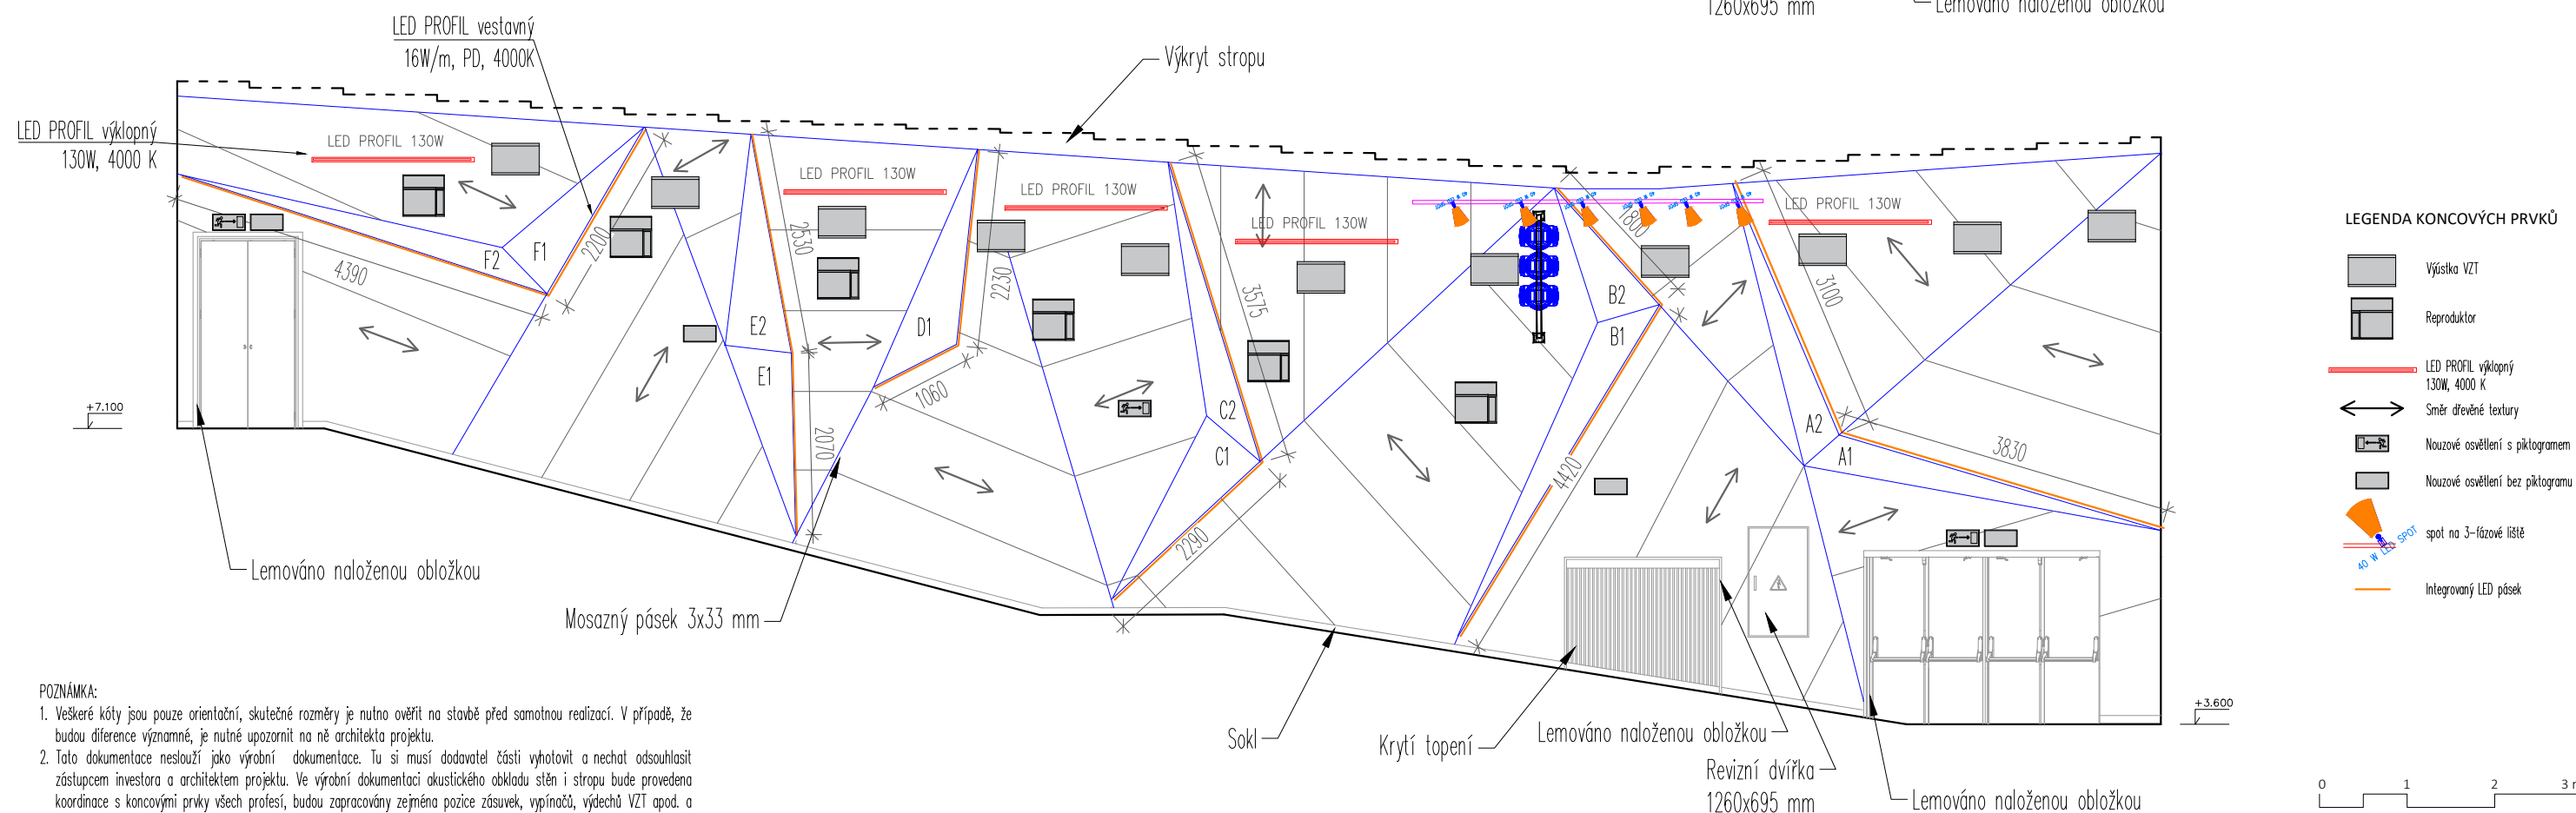 1260x695 mm
Lemováno naloženou obložkou
LED PROFIL vestavný
16W/m, PD, 4000K
Výkryt stropu
LED PROFIL výklopný
130W, 4000 K
LED PROFIL 130W
LED PROFIL 130W
LED PROFIL 130W
LED PROFIL 130W
LED PROFIL 130W
F2
F1
2200
4390
E2
E1
2530
2070
D1
2230
1060
C2
C1
3575
2290
B2
B1
1800
4420
A2
A1
3100
3830
+7.100
+3.600
Lemováno naloženou obložkou
Mosazný pásek 3x33 mm
Sokl
Krytí topení
Lemováno naloženou obložkou
Revizní dvířka
1260x695 mm
Lemováno naloženou obložkou
LEGENDA KONCOVÝCH PRVKŮ
Výústka VZT
Reproduktor
LED PROFIL výklopný
130W, 4000 K
Směr dřevěné textury
Nouzové osvětlení s piktogramem
Nouzové osvětlení bez piktogramu
40 W LED SPOT
spot na 3-fázové liště
Integrovaný LED pásek
POZNÁMKA:
1. Veškeré kóty jsou pouze orientační, skutečné rozměry je nutno ověřit na stavbě před samotnou realizací. V případě, že
budou diference významné, je nutné upozornit na ně architekta projektu.
2. Tato dokumentace neslouží jako výrobní dokumentace. Tu si musí dodavatel části vyhotovit a nechat odsouhlasit
zástupcem investora a architektem projektu. Ve výrobní dokumentaci akustického obkladu stěn i stropu bude provedena
koordinace s koncovými prvky všech profesí, budou zapracovány zejména pozice zásuvek, vypínačů, výdechů VZT apod. a
0 1 2 3